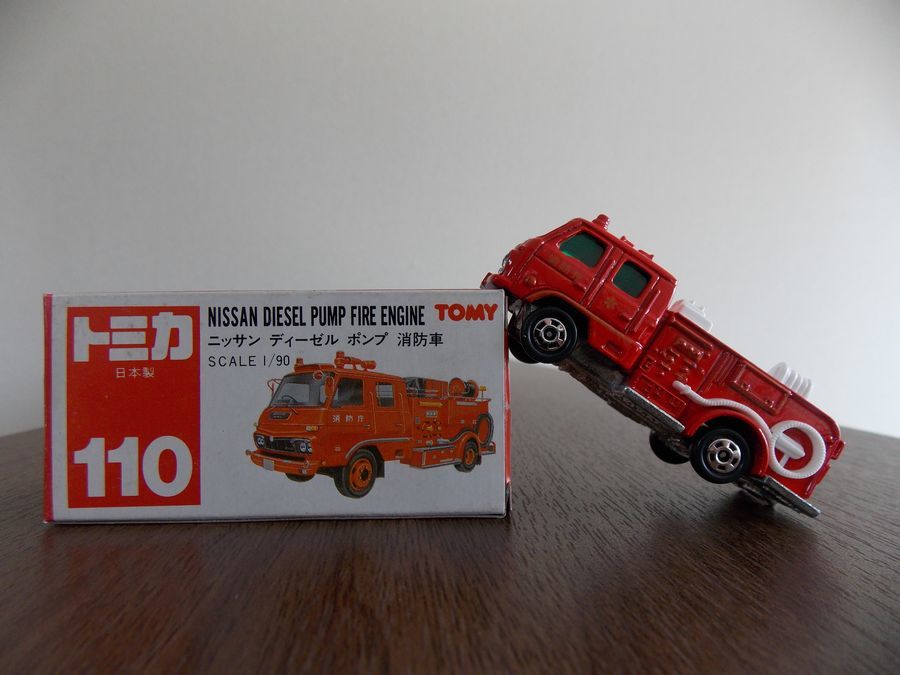 トミカ
日本製
110
NISSAN DIESEL PUMP FIRE ENGINE TOMY
ニッサン ディーゼル ポンプ 消防車
SCALE 1/90
消防庁